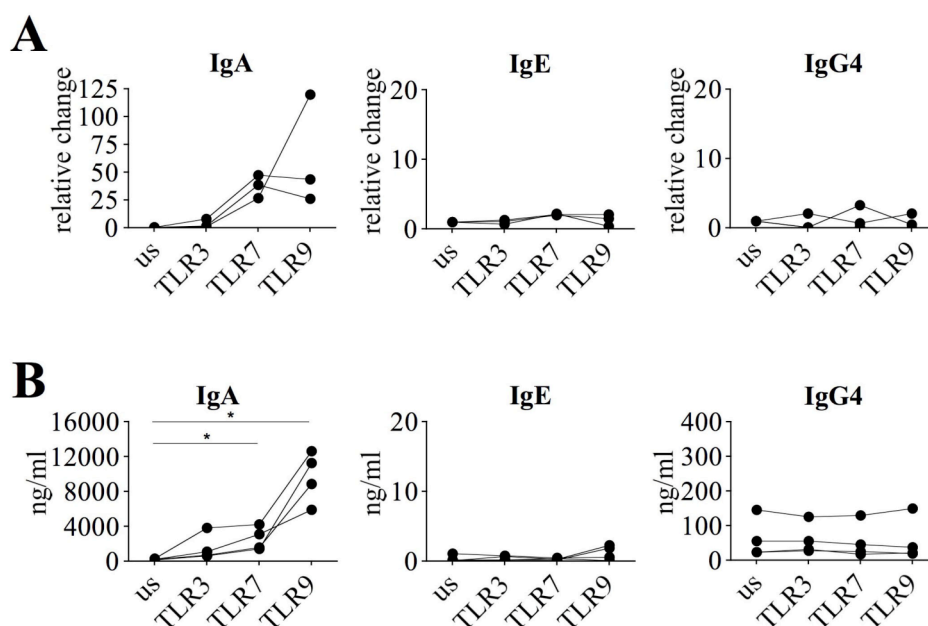 A
IgA
relative change
125
100
75
50
25
0
us
TLR3
TLR7
TLR9
IgE
relative change
20
10
0
us
TLR3
TLR7
TLR9
IgG4
relative change
20
10
0
us
TLR3
TLR7
TLR9
B
IgA
ng/ml
16000
12000
8000
4000
0
*
*
us
TLR3
TLR7
TLR9
IgE
ng/ml
20
10
0
us
TLR3
TLR7
TLR9
IgG4
ng/ml
400
300
200
100
0
us
TLR3
TLR7
TLR9